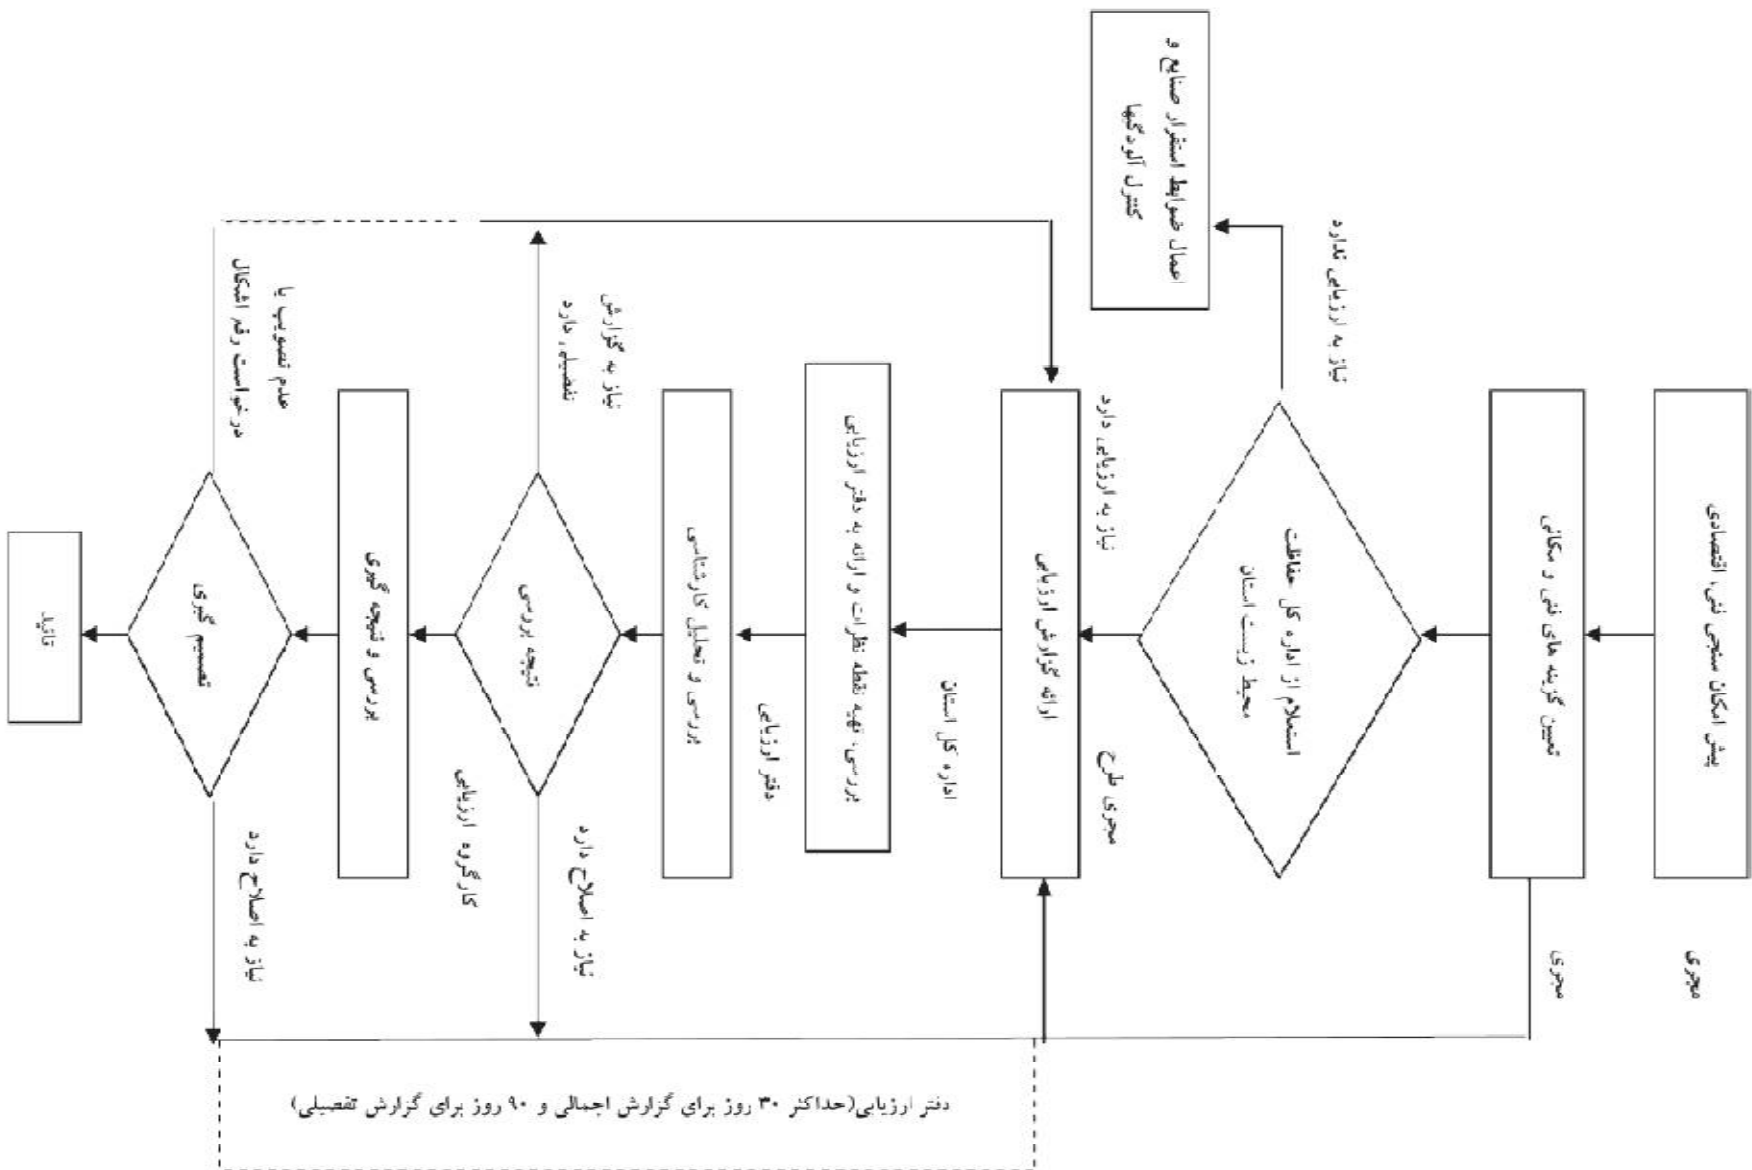 پیش امکان سنجی فنی، اقتصادی
مجری
تعیین گزینه های فنی و مکانی
مجری
استعلام از اداره کل حفاظت
محیط زیست استان
نیاز به ارزیابی ندارد
اعمال ضوابط استقرار صنایع و
کنترل آلودگیها
نیاز به ارزیابی دارد
مجری طرح
ارائه گزارش ارزیابی
اداره کل استان
بررسی، تهیه نقطه نظرات و ارائه به دفتر ارزیابی
دفتر ارزیابی
بررسی و تحلیل کارشناسی
نتیجه بررسی
نیاز به گزارش
تفضیلی دارد
نیاز به اصلاح دارد
کارگروه ارزیابی
بررسی و نتیجه گیری
تصمیم گیری
عدم تصویب یا
درخواست رفع اشکال
نیاز به اصلاح دارد
تائید
دفتر ارزیابی(حداکثر ۳۰ روز برای گزارش اجمالی و ۹۰ روز برای گزارش تفصیلی)